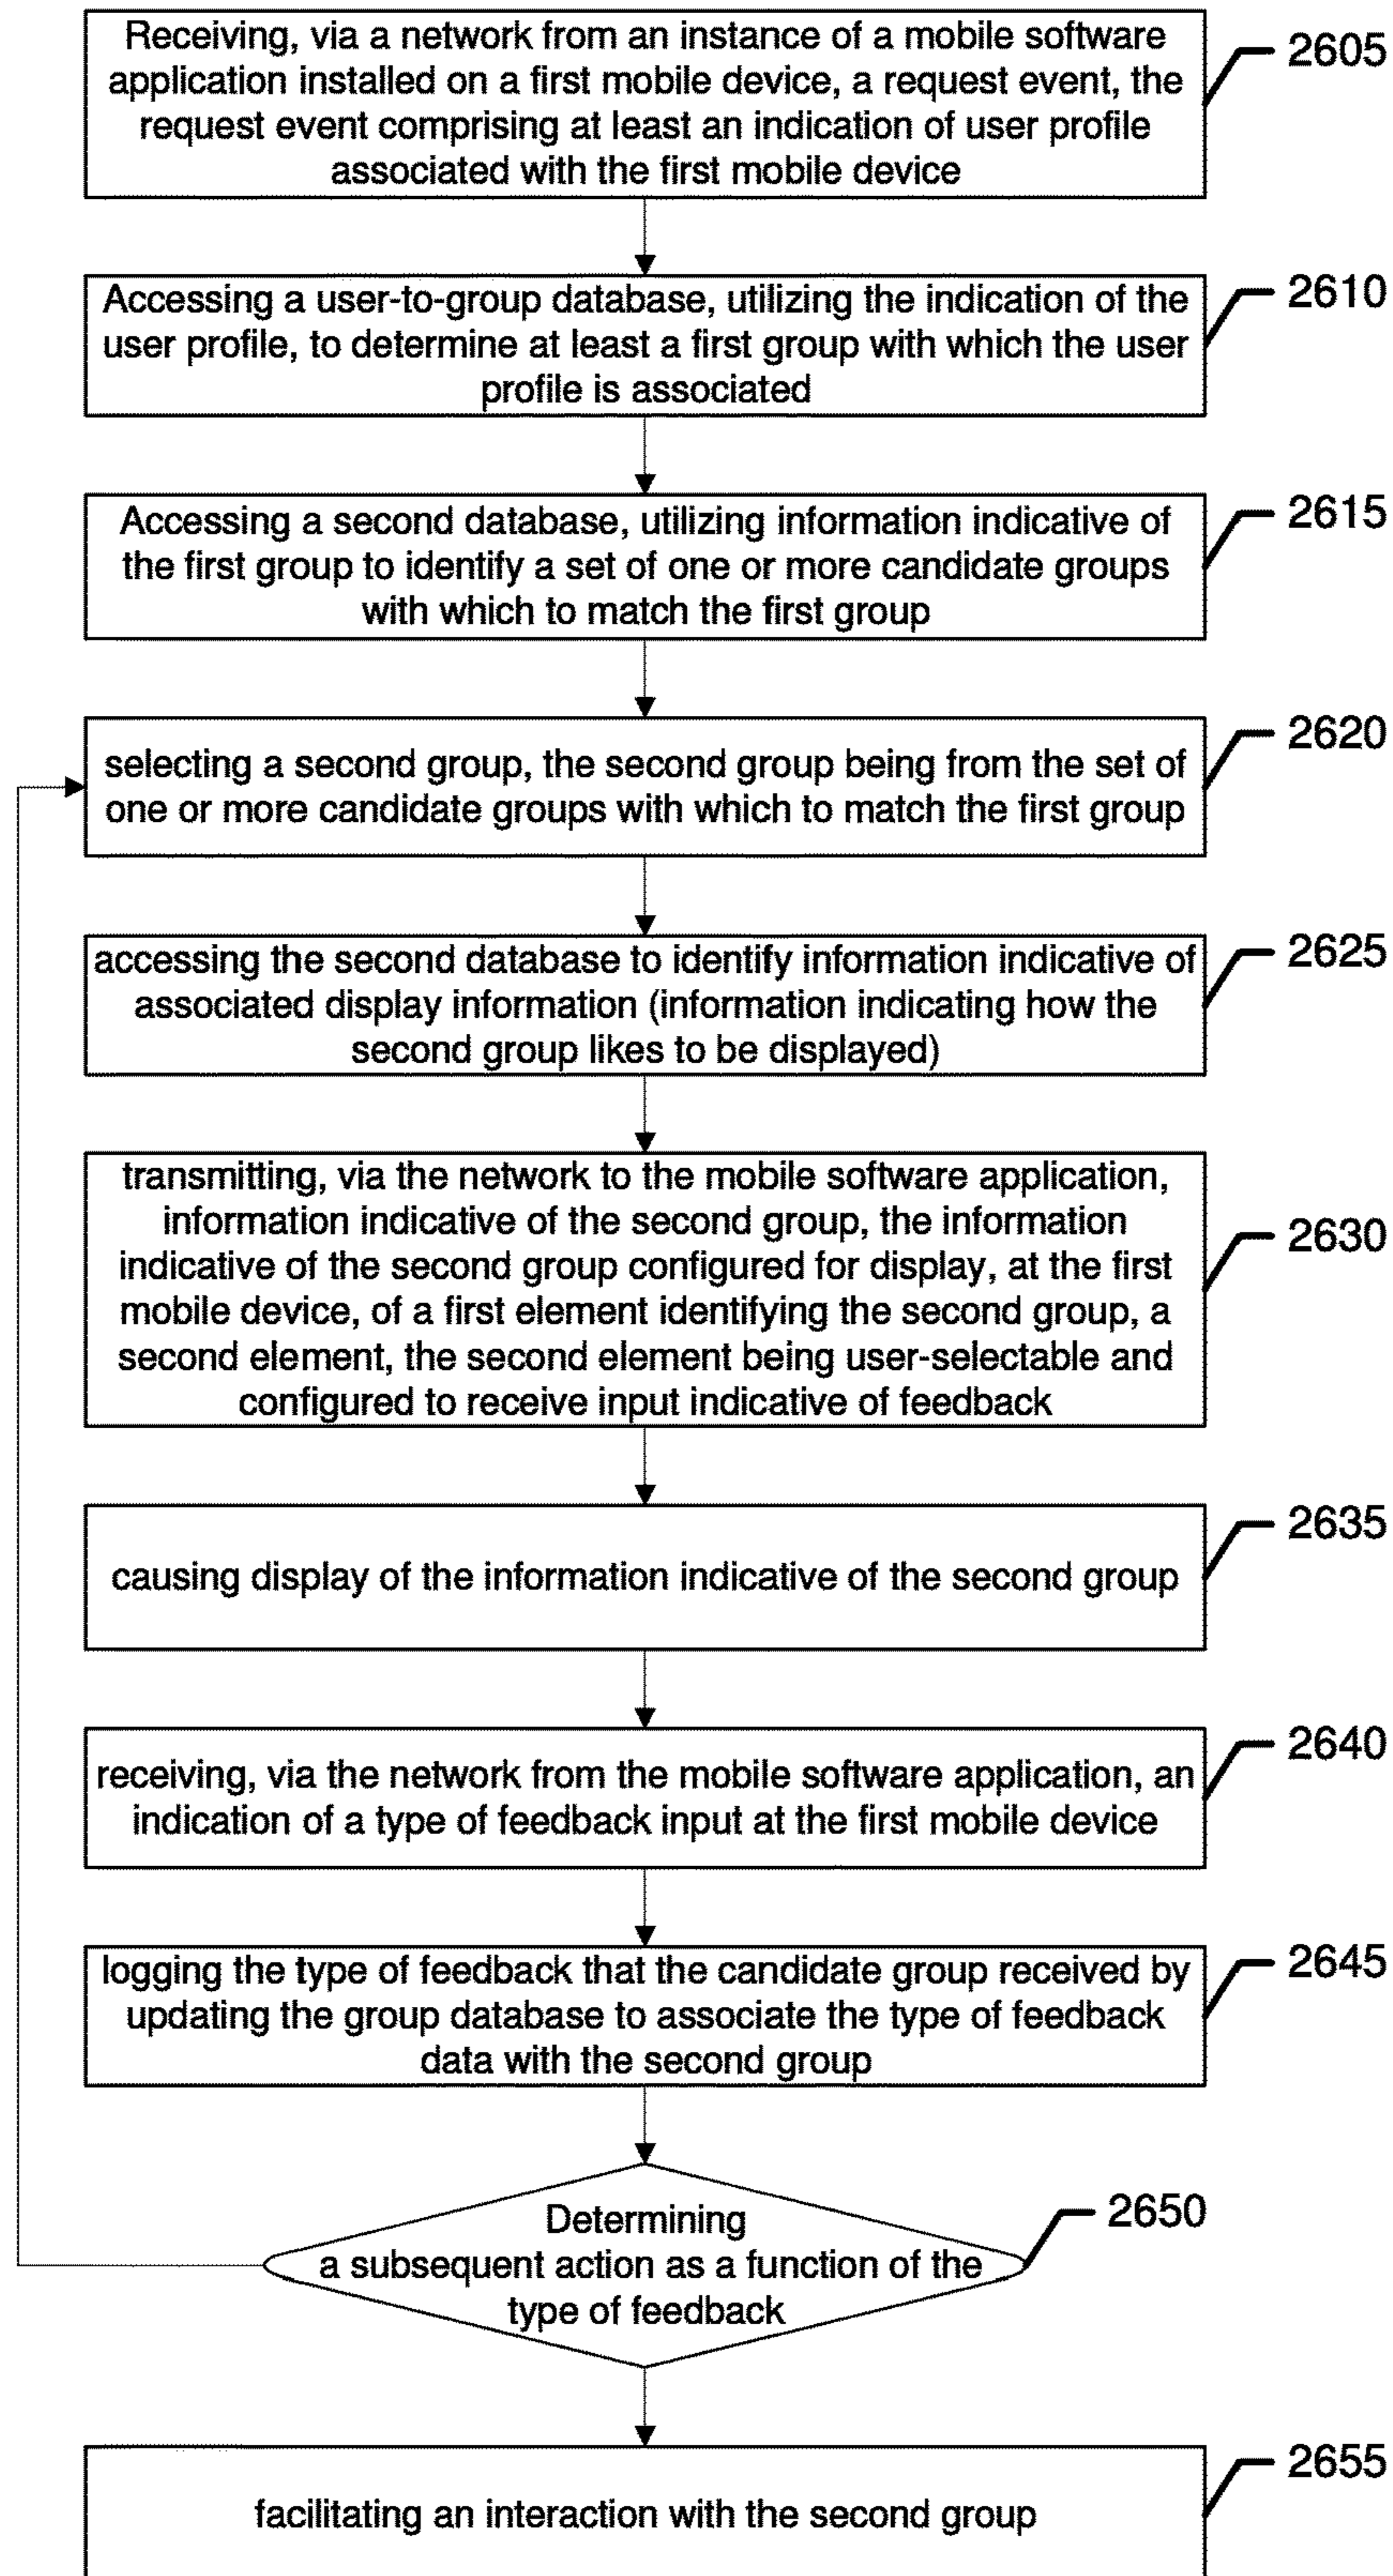 Receiving, via a network from an instance of a mobile software
application installed on a first mobile device, a request event, the
request event comprising at least an indication of user profile
associated with the first mobile device
2605
Accessing a user-to-group database, utilizing the indication of the
user profile, to determine at least a first group with which the user
profile is associated
2610
Accessing a second database, utilizing information indicative of
the first group to identify a set of one or more candidate groups
with which to match the first group
2615
selecting a second group, the second group being from the set of
one or more candidate groups with which to match the first group
2620
accessing the second database to identify information indicative of
associated display information (information indicating how the
second group likes to be displayed)
2625
transmitting, via the network to the mobile software application,
information indicative of the second group, the information
indicative of the second group configured for display, at the first
mobile device, of a first element identifying the second group, a
second element, the second element being user-selectable and
configured to receive input indicative of feedback
2630
causing display of the information indicative of the second group
2635
receiving, via the network from the mobile software application, an
indication of a type of feedback input at the first mobile device
2640
logging the type of feedback that the candidate group received by
updating the group database to associate the type of feedback
data with the second group
2645
Determining
a subsequent action as a function of the
type of feedback
2650
facilitating an interaction with the second group
2655